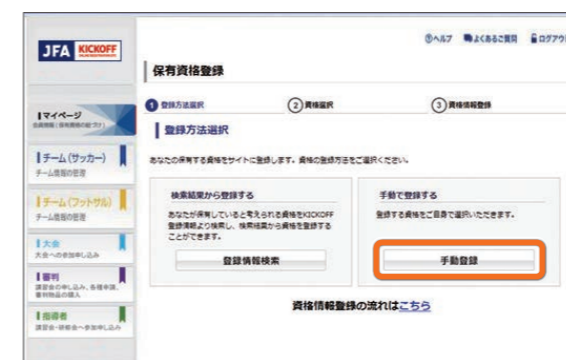 ヘルプ よくあるご質問 ログアウ
JFA KICKOFF
保有資格登録
1 登録方法選択 2 資格選択 3 資格情報登録
マイページ
登録方法選択
あなたの保有する資格をサイトに登録します。資格の登録方法をご選択ください。
チーム(サッカー)
チーム情報の管理
検索結果から登録する
あなたが保有していると考えられる資格をKICKOFF
登録情報より検索し、検索結果から資格を登録する
ことができます。
登録情報検索
手動で登録する
登録する資格をご自身で選択いただきます。
手動登録
チーム(フットサル)
チーム情報の管理
大会
大会への参加申し込み
審判
講習会の申し込み、各種申請、
審判物品の購入
指導者
講習会・研修会へ参加申し込み
資格情報登録の流れはこちら